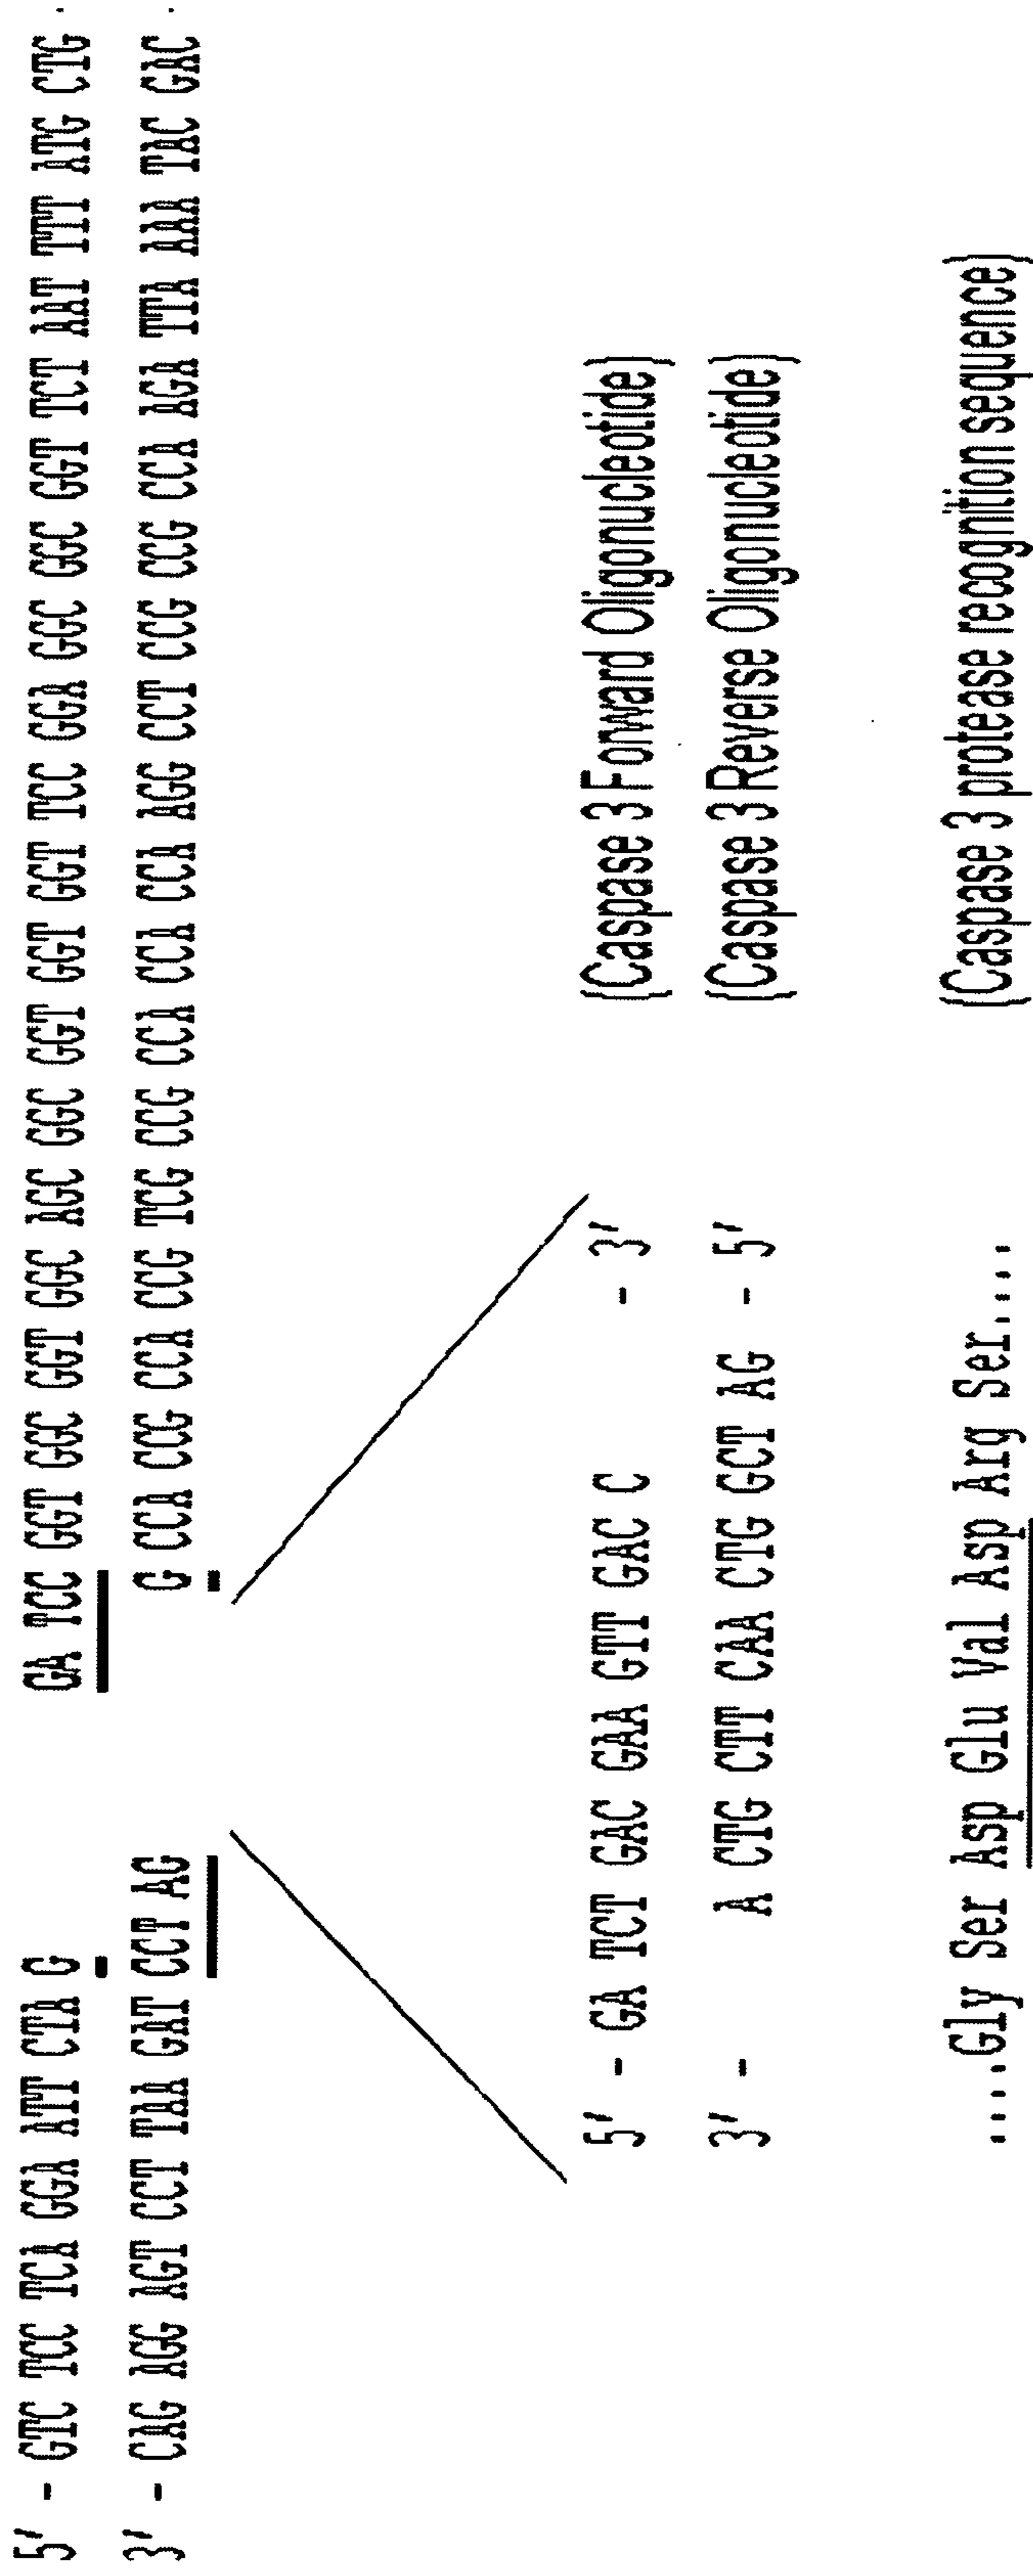 5' - GTC TCC TCA GGA ATT CTA G GA TCC GGT GGC GGT GGC AGC GGC GGT GGT GGT TCC GGA GGC GGC GGT TCT AAT TTT ATG CTG .
3' - CAG AGG AGT CCT TAA GAT CCT AG G CCA CCG CCA CCG TCG CCG CCA CCA CCA AGG CCT CCG CCG CCA AGA TTA AAA TAC GAC .
5' - GA TCT GAC GAA GTT GAC C - 3' (Caspase 3 Forward Oligonucleotide)
3' - A CTG CTT CAA CTG GCT AG - 5' (Caspase 3 Reverse Oligonucleotide)
....Gly Ser Asp Glu Val Asp Arg Ser.... (Caspase 3 protease recognition sequence)